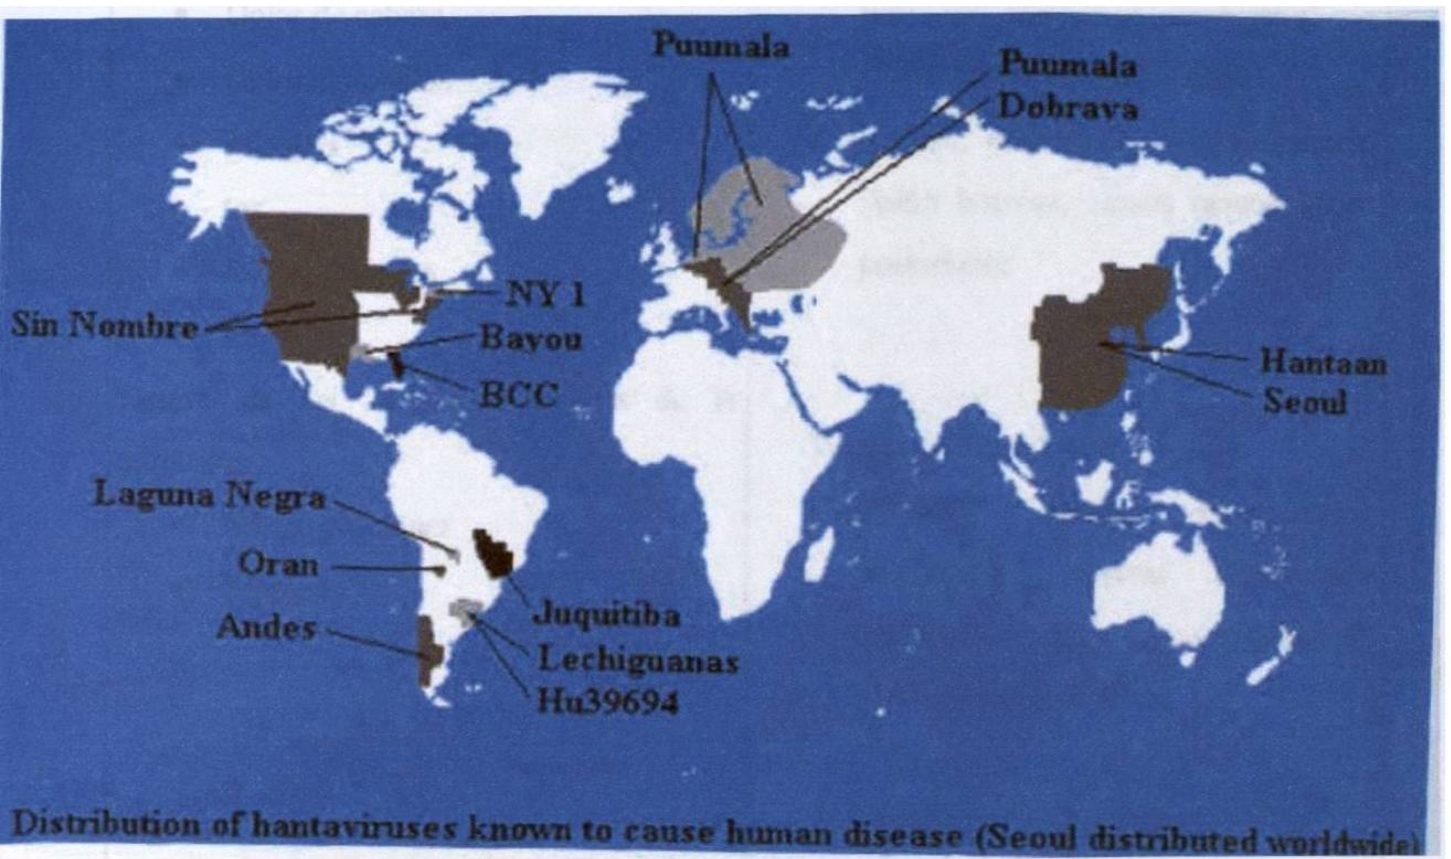 Puumala
Puumala
Dobrava
NY 1
Sin Nombre
Bayou
BCC
Hantaan
Seoul
Laguna Negra
Oran
Andes
Juquitiba
Lechiguanas
Hu39694
Distribution of hantaviruses known to cause human disease (Seoul distributed worldwide)